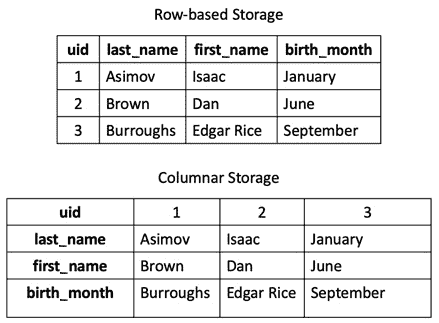 Row-based Storage
uid last_name first_name birth_month
1 Asimov Isaac January
2 Brown Dan June
3 Burroughs Edgar Rice September
Columnar Storage
uid 1 2 3
last_name Asimov Isaac January
first_name Brown Dan June
birth_month Burroughs Edgar Rice September